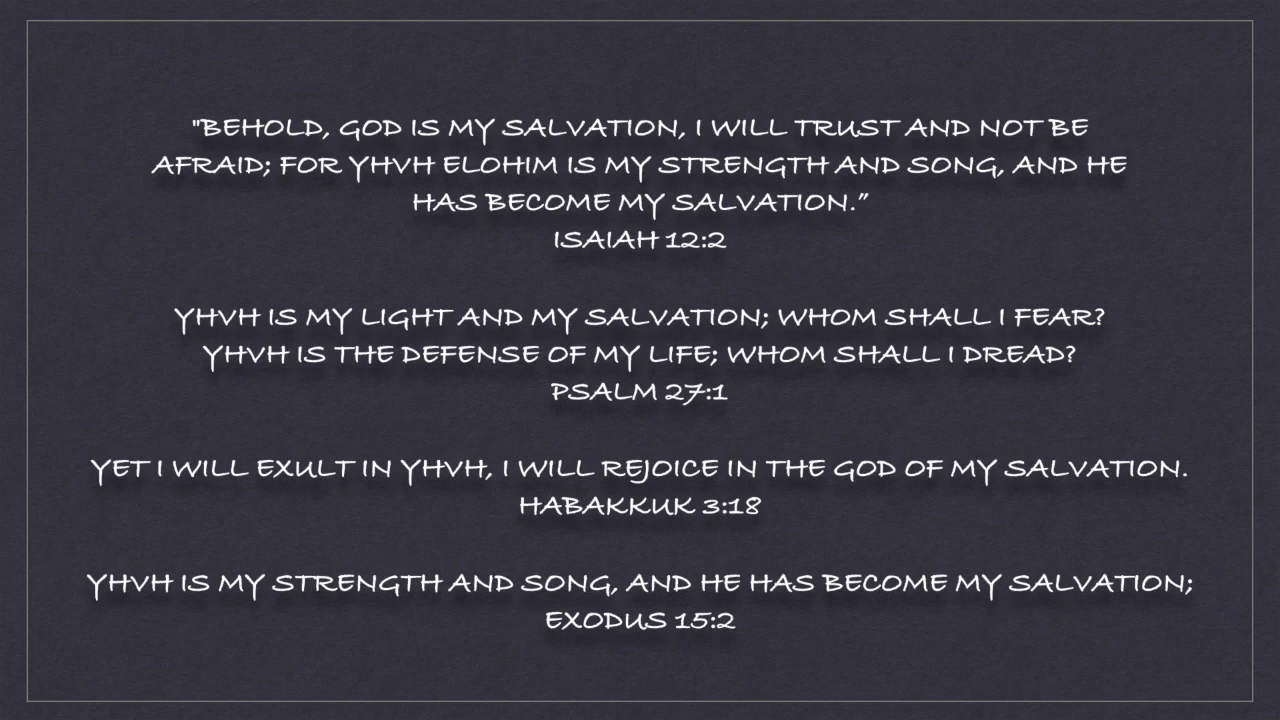 "BEHOLD, GOD IS MY SALVATION, I WILL TRUST AND NOT BE
AFRAID; FOR YHVH ELOHIM IS MY STRENGTH AND SONG, AND HE
HAS BECOME MY SALVATION.”
ISAIAH 12:2
YHVH IS MY LIGHT AND MY SALVATION; WHOM SHALL I FEAR?
YHVH IS THE DEFENSE OF MY LIFE; WHOM SHALL I DREAD?
PSALM 27:1
YET I WILL EXULT IN YHVH, I WILL REJOICE IN THE GOD OF MY SALVATION.
HABAKKUK 3:18
YHVH IS MY STRENGTH AND SONG, AND HE HAS BECOME MY SALVATION;
EXODUS 15:2